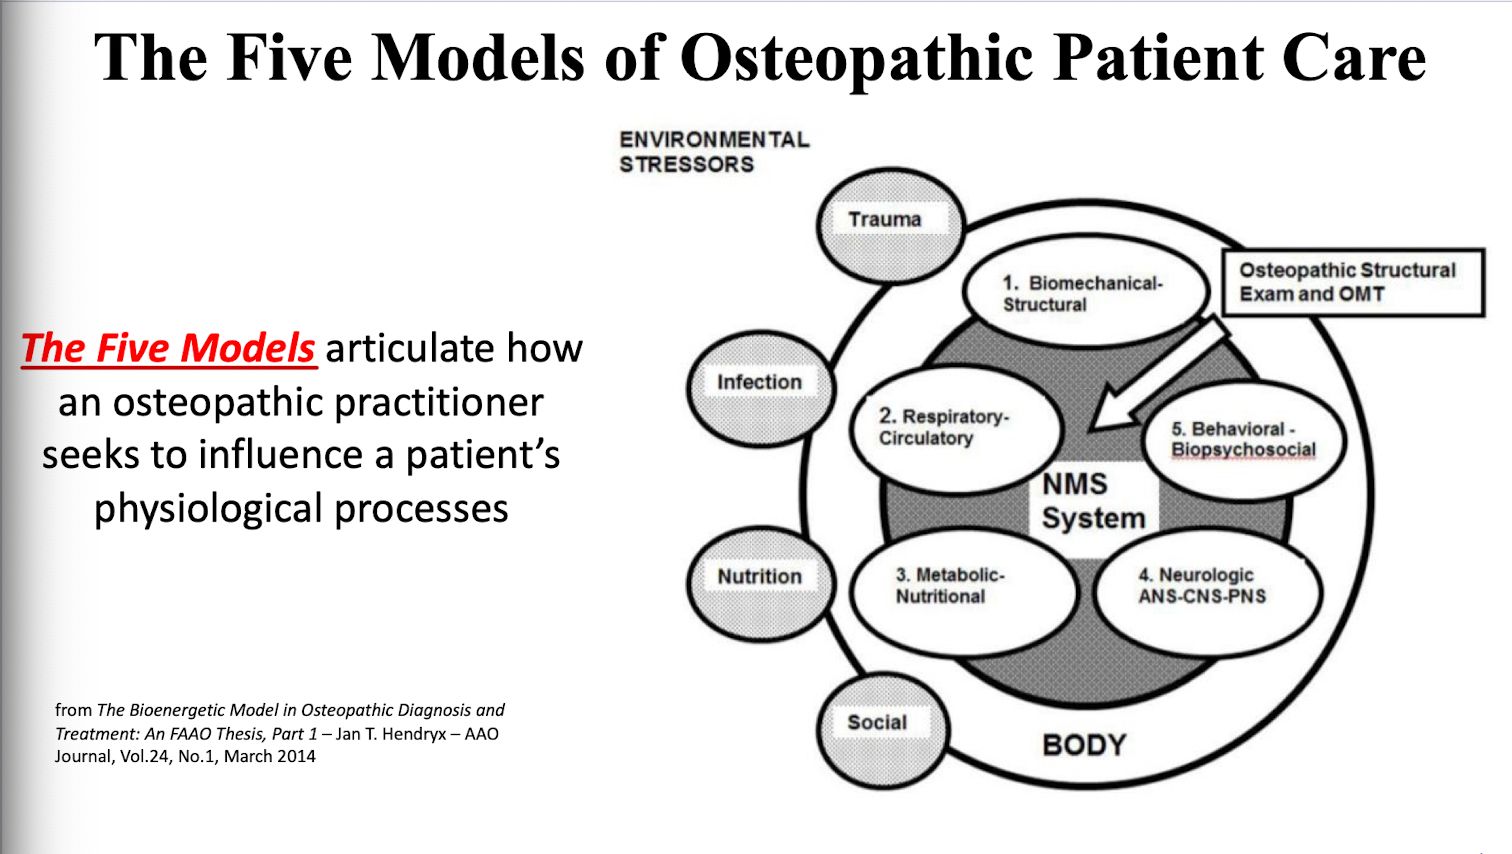 The Five Models of Osteopathic Patient Care
The Five Models articulate how
an osteopathic practitioner
seeks to influence a patient’s
physiological processes
from The Bioenergetic Model in Osteopathic Diagnosis and
Treatment: An FAAO Thesis, Part 1 – Jan T. Hendryx – AAO
Journal, Vol.24, No.1, March 2014
ENVIRONMENTAL
STRESSORS
Trauma
Infection
Nutrition
Social
1. Biomechanical-
Structural
Osteopathic Structural
Exam and OMT
2. Respiratory-
Circulatory
5. Behavioral -
Biopsychosocial
NMS
System
3. Metabolic-
Nutritional
4. Neurologic
ANS-CNS-PNS
BODY